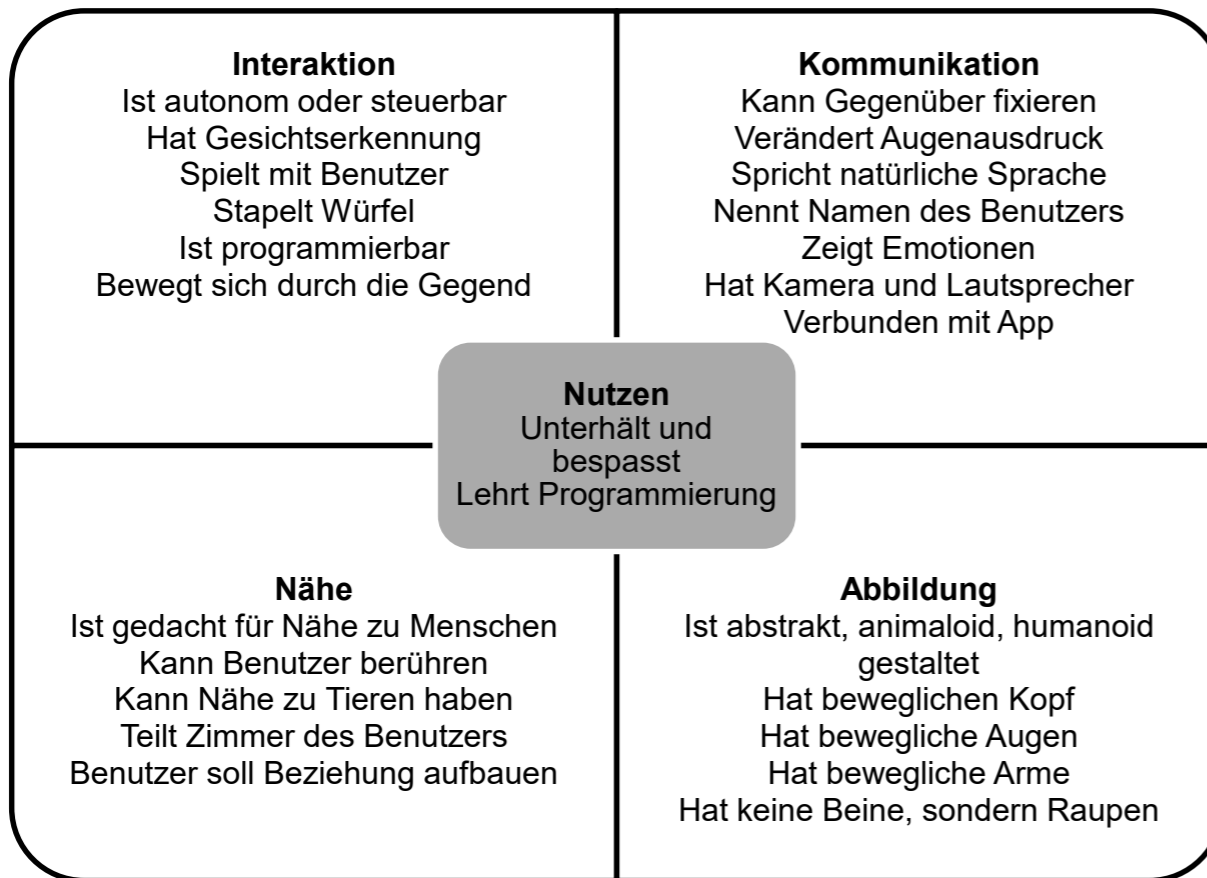 Interaktion
Ist autonom oder steuerbar
Hat Gesichtserkennung
Spielt mit Benutzer
Stapelt Würfel
Ist programmierbar
Bewegt sich durch die Gegend
Kommunikation
Kann Gegenüber fixieren
Verändert Augenausdruck
Spricht natürliche Sprache
Nennt Namen des Benutzers
Zeigt Emotionen
Hat Kamera und Lautsprecher
Verbunden mit App
Nutzen
Unterhält und
bespasst
Lehrt Programmierung
Nähe
Ist gedacht für Nähe zu Menschen
Kann Benutzer berühren
Kann Nähe zu Tieren haben
Teilt Zimmer des Benutzers
Benutzer soll Beziehung aufbauen
Abbildung
Ist abstrakt, animaloid, humanoid
gestaltet
Hat beweglichen Kopf
Hat bewegliche Augen
Hat bewegliche Arme
Hat keine Beine, sondern Raupen